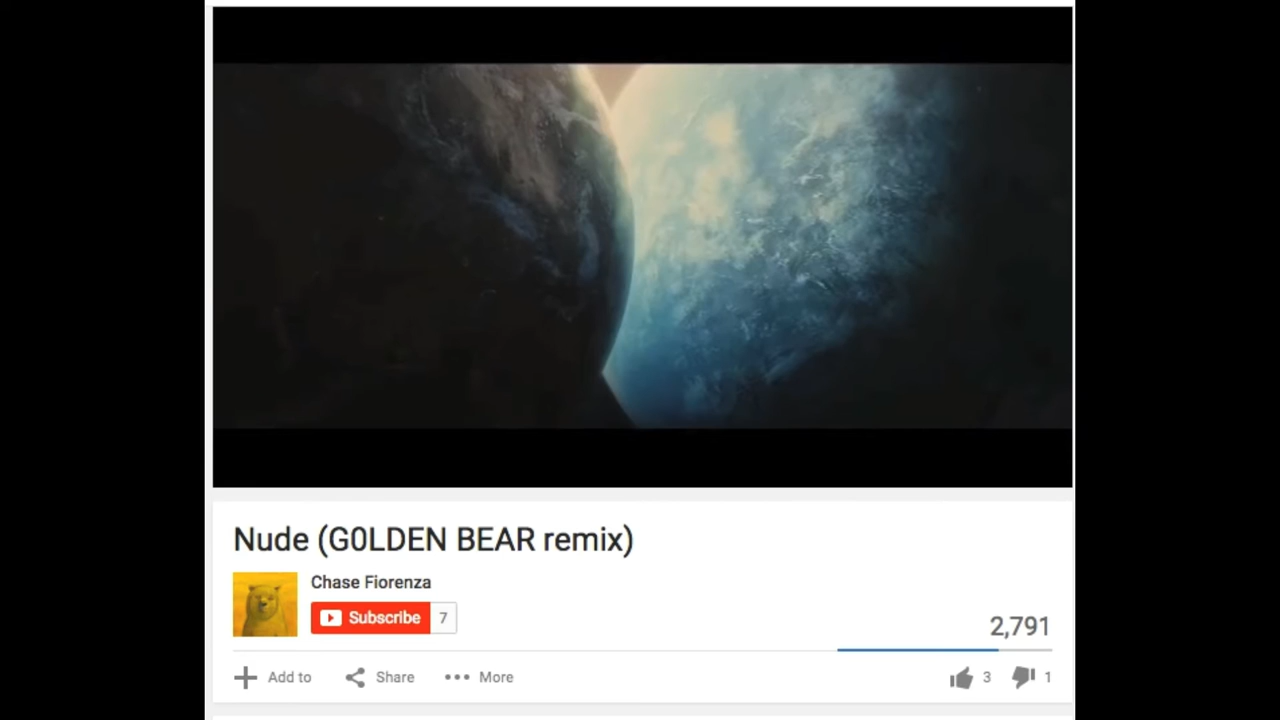 Nude (G0LDEN BEAR remix)
Chase Fiorenza
Subscribe 7
2,791
Add to Share More 3 1